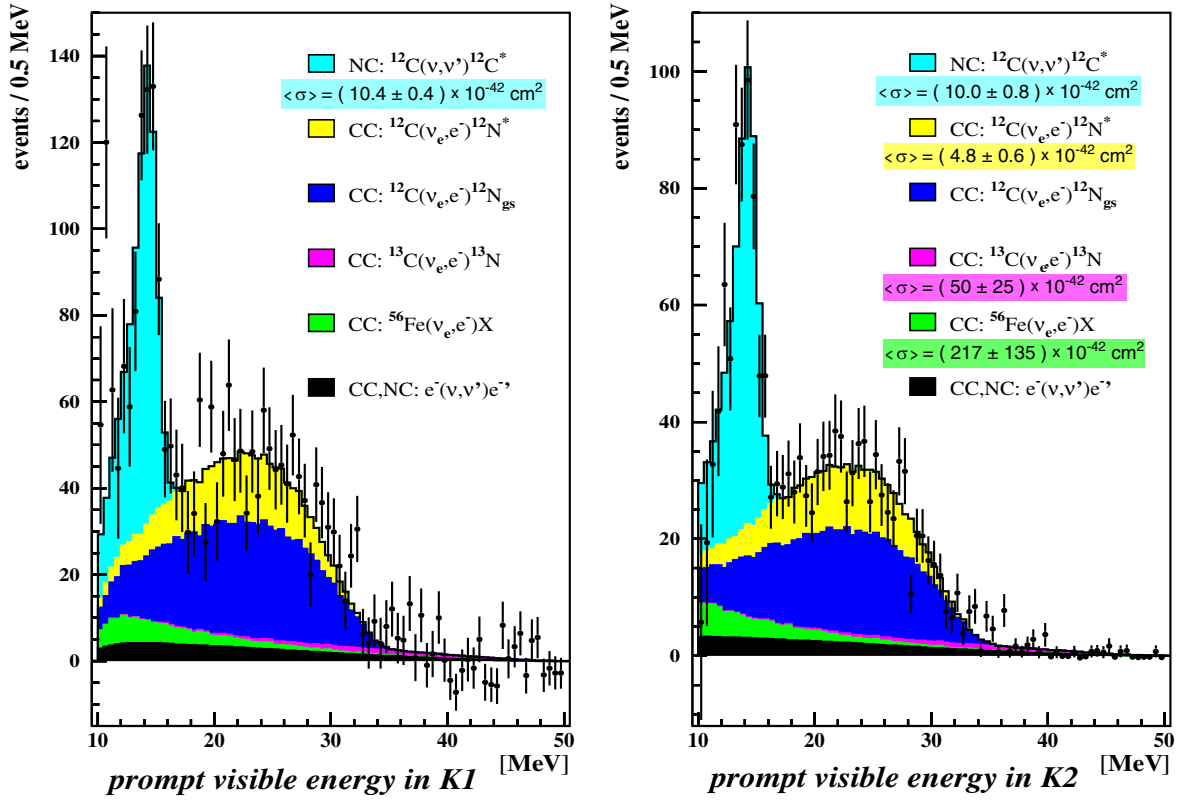 events / 0.5 MeV
140
120
100
80
60
40
20
0
NC: ¹²C(ν,ν’)¹²C*
<σ> = ( 10.4 ± 0.4 ) × 10⁻⁴² cm²
CC: ¹²C(νₑ,e⁻)¹²N*
CC: ¹²C(νₑ,e⁻)¹²N_gs
CC: ¹³C(νₑ,e⁻)¹³N
CC: ⁵⁶Fe(νₑ,e⁻)X
CC,NC: e⁻(ν,ν’)e⁻’
10 20 30 40 50
[MeV]
prompt visible energy in K1
events / 0.5 MeV
100
80
60
40
20
0
NC: ¹²C(ν,ν’)¹²C*
<σ> = ( 10.0 ± 0.8 ) × 10⁻⁴² cm²
CC: ¹²C(νₑ,e⁻)¹²N*
<σ> = ( 4.8 ± 0.6 ) × 10⁻⁴² cm²
CC: ¹²C(νₑ,e⁻)¹²N_gs
CC: ¹³C(νₑ,e⁻)¹³N
<σ> = ( 50 ± 25 ) × 10⁻⁴² cm²
CC: ⁵⁶Fe(νₑ,e⁻)X
<σ> = ( 217 ± 135 ) × 10⁻⁴² cm²
CC,NC: e⁻(ν,ν’)e⁻’
10 20 30 40 50
[MeV]
prompt visible energy in K2